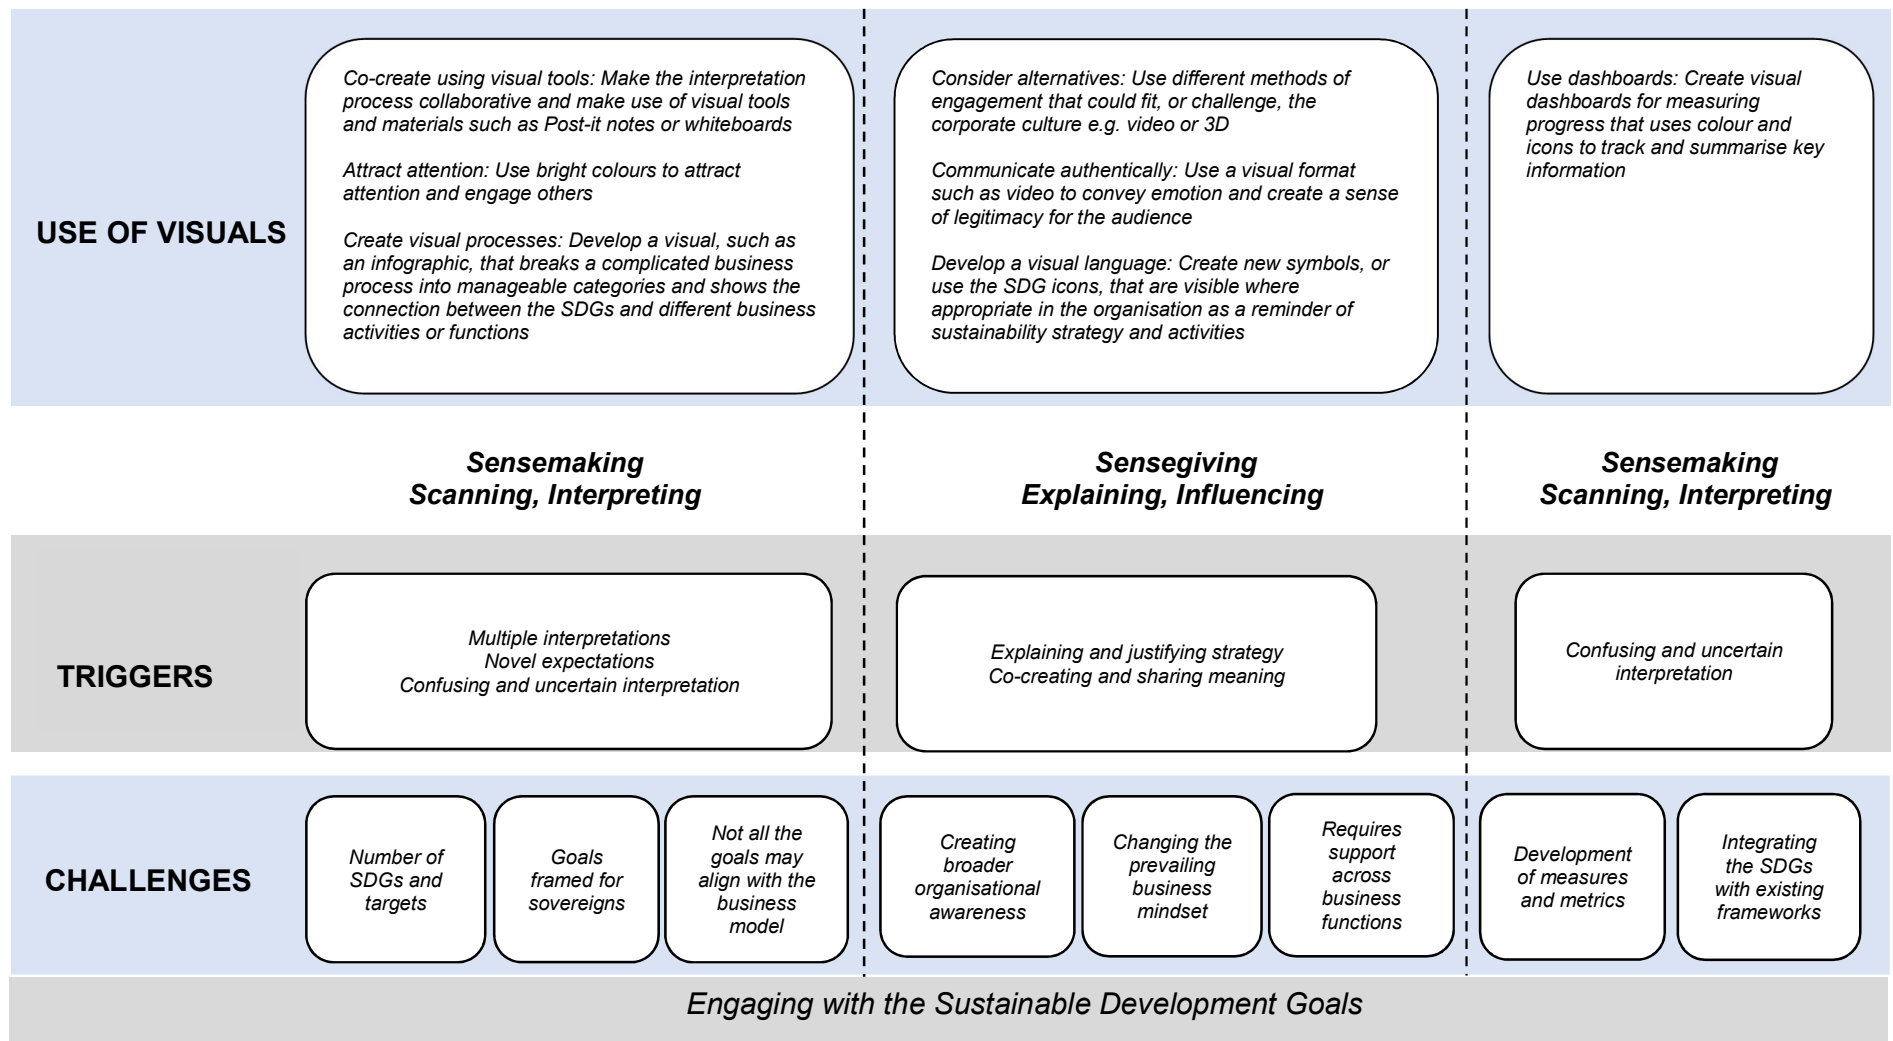 USE OF VISUALS
Co-create using visual tools: Make the interpretation
process collaborative and make use of visual tools
and materials such as Post-it notes or whiteboards
Attract attention: Use bright colours to attract
attention and engage others
Create visual processes: Develop a visual, such as
an infographic, that breaks a complicated business
process into manageable categories and shows the
connection between the SDGs and different business
activities or functions
Consider alternatives: Use different methods of
engagement that could fit, or challenge, the
corporate culture e.g. video or 3D
Communicate authentically: Use a visual format
such as video to convey emotion and create a sense
of legitimacy for the audience
Develop a visual language: Create new symbols, or
use the SDG icons, that are visible where
appropriate in the organisation as a reminder of
sustainability strategy and activities
Use dashboards: Create visual
dashboards for measuring
progress that uses colour and
icons to track and summarise key
information
Sensemaking
Scanning, Interpreting
Sensegiving
Explaining, Influencing
Sensemaking
Scanning, Interpreting
TRIGGERS
Multiple interpretations
Novel expectations
Confusing and uncertain interpretation
Explaining and justifying strategy
Co-creating and sharing meaning
Confusing and uncertain
interpretation
CHALLENGES
Number of
SDGs and
targets
Goals
framed for
sovereigns
Not all the
goals may
align with the
business
model
Creating
broader
organisational
awareness
Changing the
prevailing
business
mindset
Requires
support
across
business
functions
Development
of measures
and metrics
Integrating
the SDGs
with existing
frameworks
Engaging with the Sustainable Development Goals